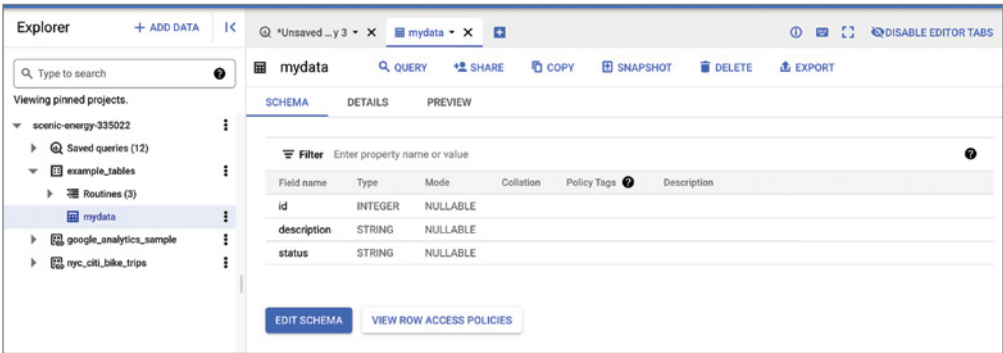 Explorer
+ ADD DATA
*Unsaved ...y 3
mydata
DISABLE EDITOR TABS
Type to search
mydata
QUERY
SHARE
COPY
SNAPSHOT
DELETE
EXPORT
Viewing pinned projects.
SCHEMA
DETAILS
PREVIEW
scenic-energy-335022
Saved queries (12)
example_tables
Routines (3)
mydata
google_analytics_sample
nyc_citi_bike_trips
Filter Enter property name or value
Field name Type Mode Collation Policy Tags Description
id INTEGER NULLABLE
description STRING NULLABLE
status STRING NULLABLE
EDIT SCHEMA
VIEW ROW ACCESS POLICIES